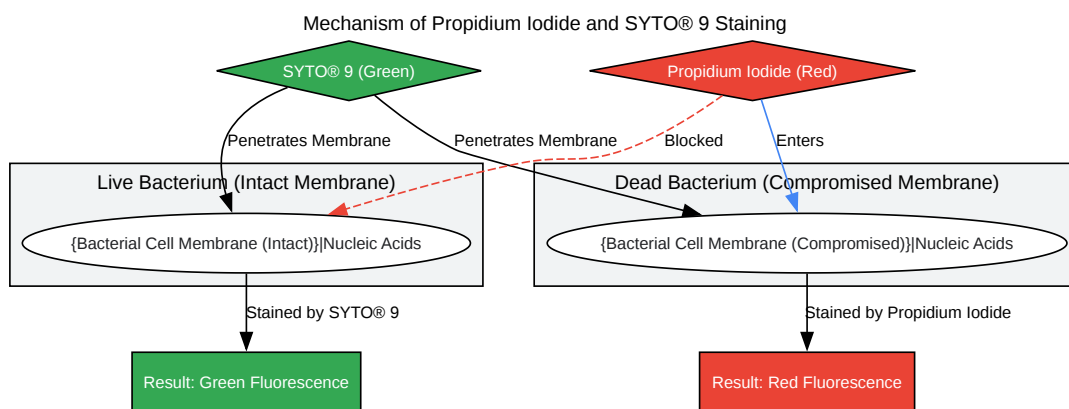 Mechanism of Propidium Iodide and SYTO® 9 Staining
SYTO® 9 (Green)
Propidium Iodide (Red)
Penetrates Membrane
Penetrates Membrane
Blocked
Enters
Live Bacterium (Intact Membrane)
Dead Bacterium (Compromised Membrane)
{Bacterial Cell Membrane (Intact)}|Nucleic Acids
{Bacterial Cell Membrane (Compromised)}|Nucleic Acids
Stained by SYTO® 9
Stained by Propidium Iodide
Result: Green Fluorescence
Result: Red Fluorescence